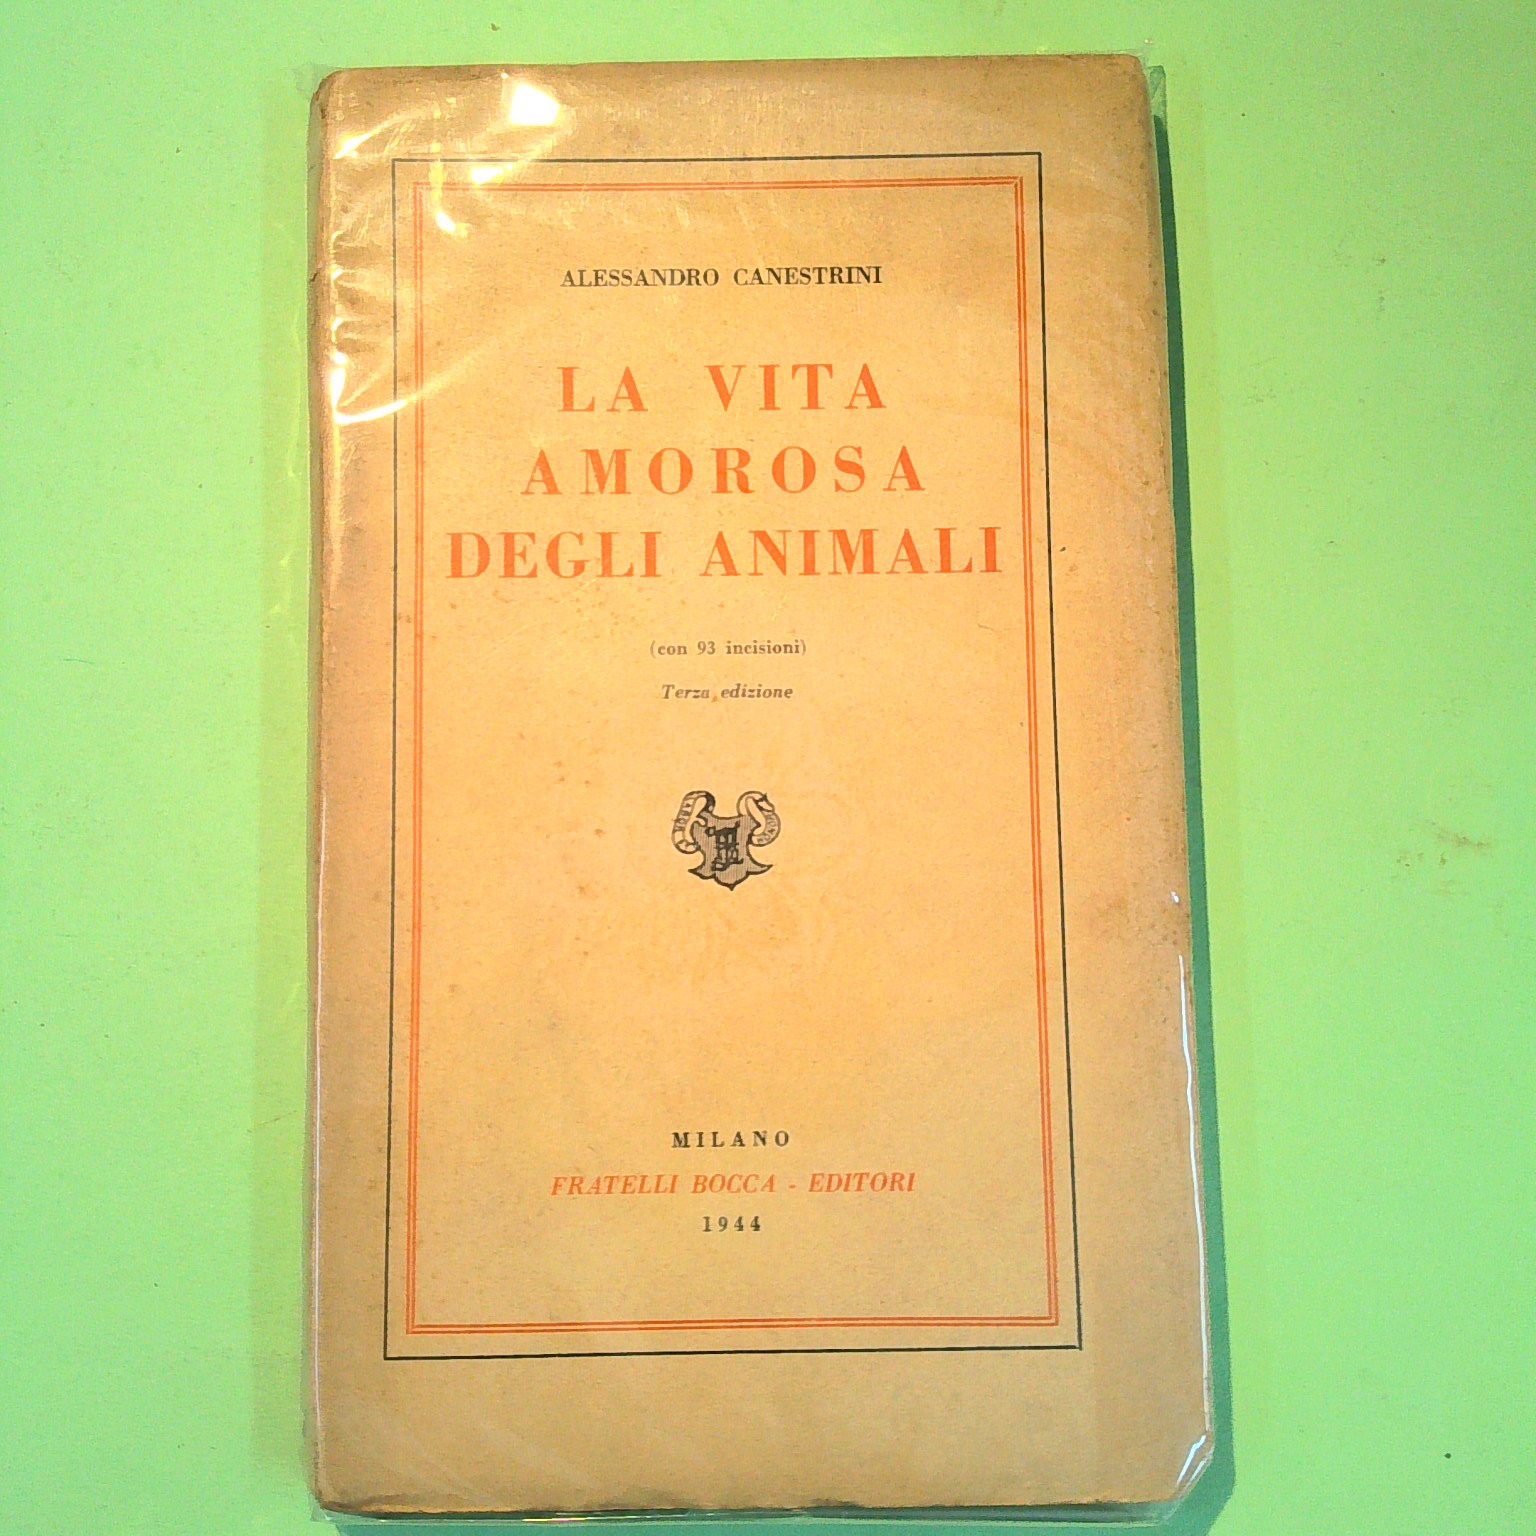 ALESSANDRO CANESTRINI
LA VITA
AMOROSA
DEGLI ANIMALI
(con 93 incisioni)
Terza edizione
MILANO
FRATELLI BOCCA - EDITORI
1944